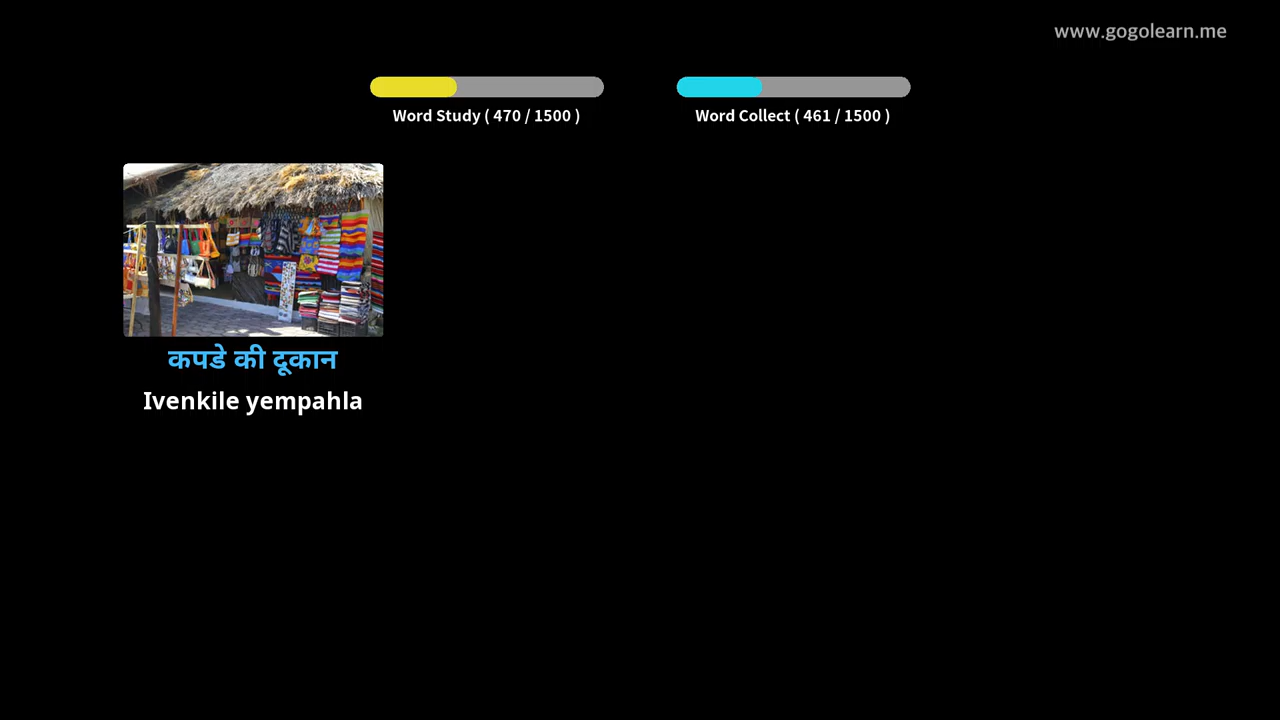 www.gogolearn.me
Word Study ( 470 / 1500 )
Word Collect ( 461 / 1500 )
कपडे की दूकान
Ivenkile yempahla